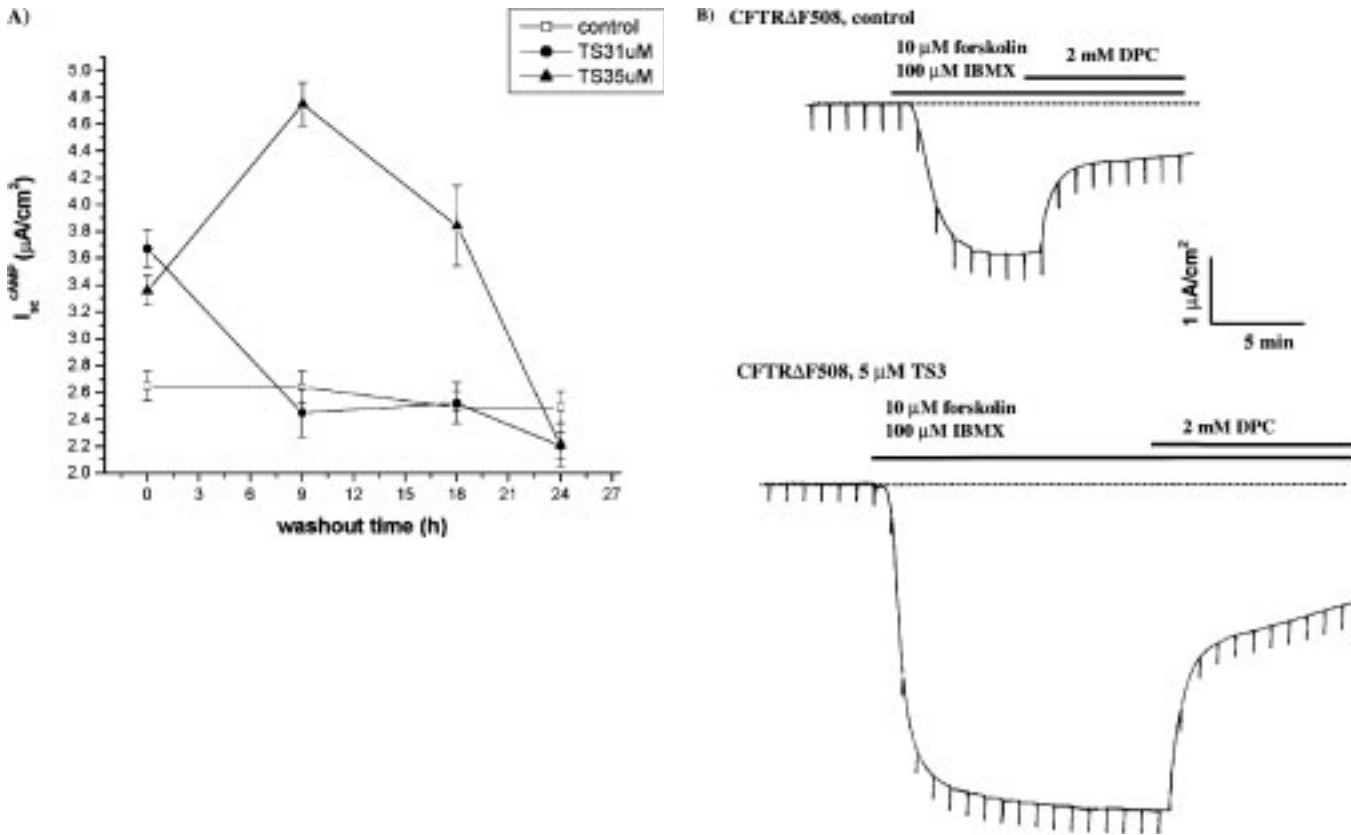 A)
control
TS31uM
TS35uM
5.0
4.8
4.6
4.4
4.2
4.0
3.8
3.6
3.4
3.2
3.0
2.8
2.6
2.4
2.2
2.0
I sc cAMP (μA/cm²)
0 3 6 9 12 15 18 21 24 27
washout time (h)
B) CFTRΔF508, control
10 μM forskolin
100 μM IBMX
2 mM DPC
1 μA/cm²
5 min
CFTRΔF508, 5 μM TS3
10 μM forskolin
100 μM IBMX
2 mM DPC